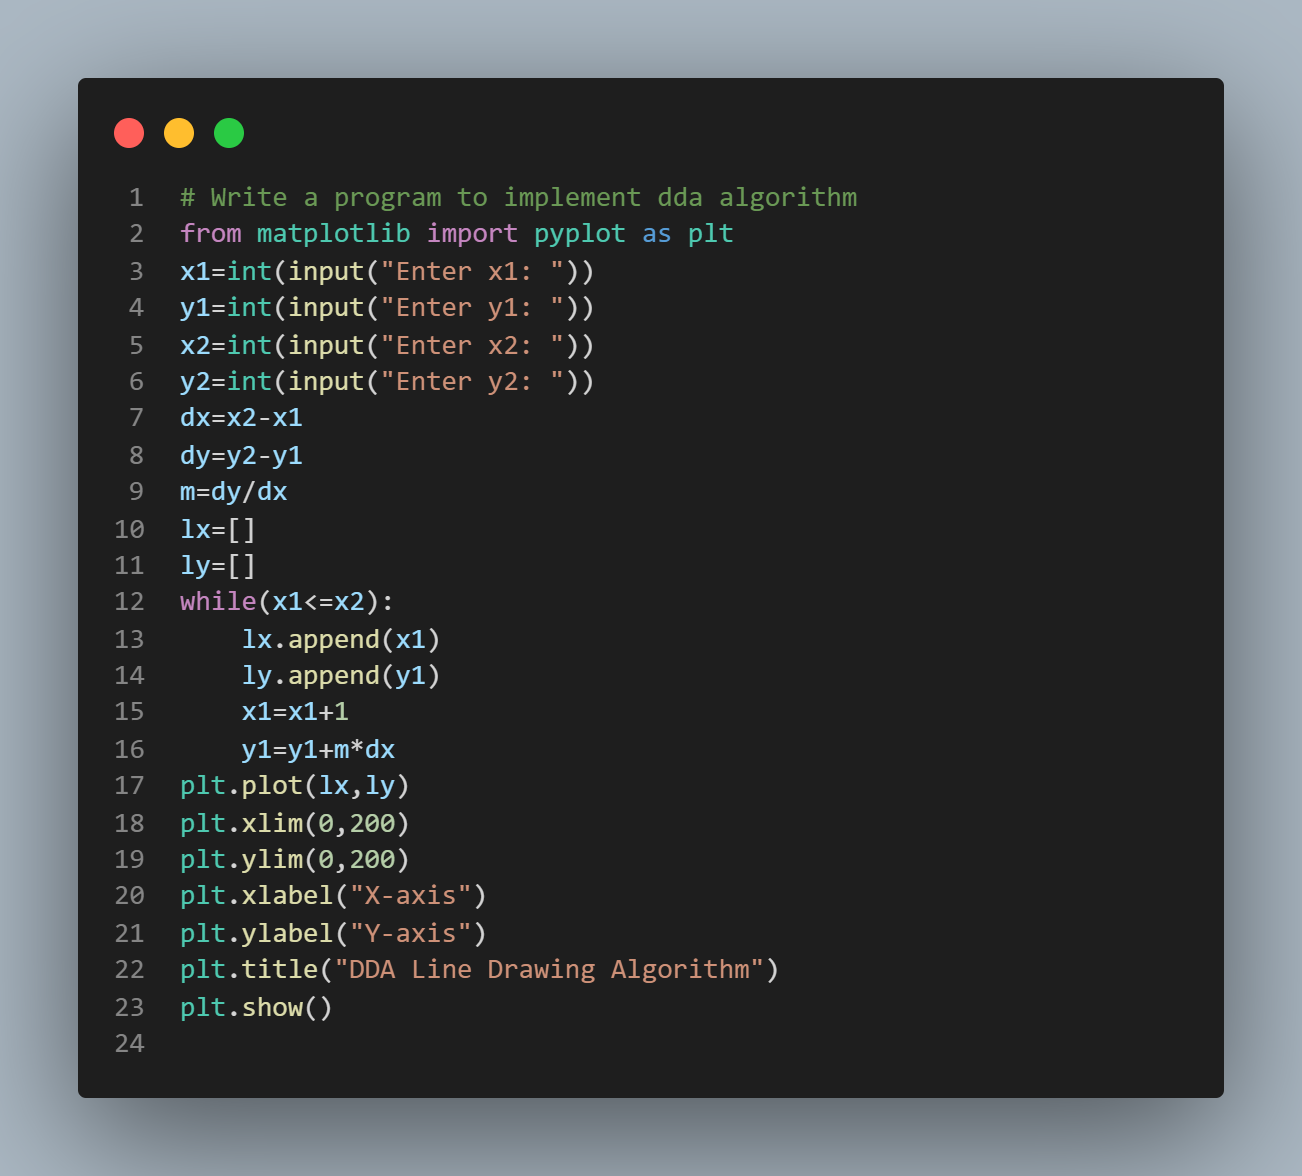 1 # Write a program to implement dda algorithm
2 from matplotlib import pyplot as plt
3 x1=int(input("Enter x1: "))
4 y1=int(input("Enter y1: "))
5 x2=int(input("Enter x2: "))
6 y2=int(input("Enter y2: "))
7 dx=x2-x1
8 dy=y2-y1
9 m=dy/dx
10 lx=[]
11 ly=[]
12 while(x1<=x2):
13     lx.append(x1)
14     ly.append(y1)
15     x1=x1+1
16     y1=y1+m*dx
17 plt.plot(lx,ly)
18 plt.xlim(0,200)
19 plt.ylim(0,200)
20 plt.xlabel("X-axis")
21 plt.ylabel("Y-axis")
22 plt.title("DDA Line Drawing Algorithm")
23 plt.show()
24